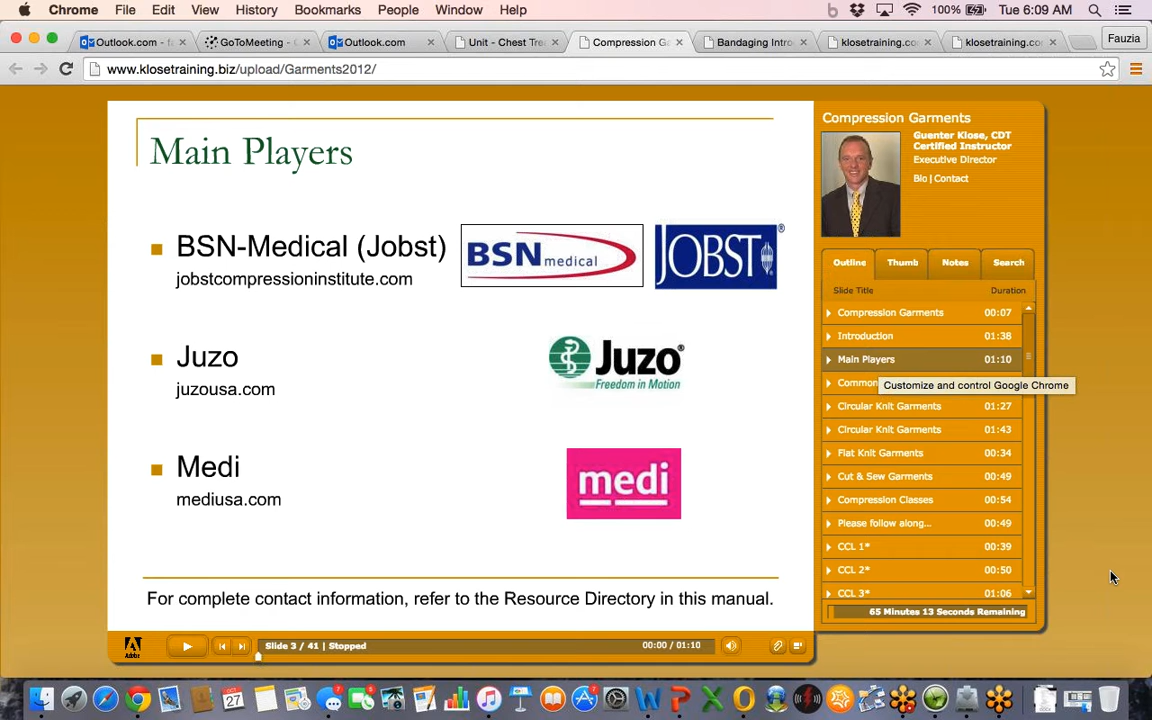 Chrome File Edit View History Bookmarks People Window Help 100% Tue 6:09 AM
Outlook.com - fa GoToMeeting - Outlook.com Unit - Chest Trea Compression Ga Bandaging Intro klosetraining.co klosetraining.co Fauzia
www.klosetraining.biz/upload/Garments2012/
Main Players
BSN-Medical (Jobst)
jobstcompressioninstitute.com
BSN medical
JOBST®
Juzo
juzousa.com
Juzo®
Freedom in Motion
Medi
mediusa.com
medi
For complete contact information, refer to the Resource Directory in this manual.
Adobe
Slide 3 / 41 | Stopped
00:00 / 01:10
Compression Garments
Guenter Klose, CDT
Certified Instructor
Executive Director
Bio | Contact
Outline Thumb Notes Search
Slide Title Duration
Compression Garments 00:07
Introduction 01:38
Main Players 01:10
Common
Customize and control Google Chrome
Circular Knit Garments 01:27
Circular Knit Garments 01:43
Flat Knit Garments 00:34
Cut & Sew Garments 00:49
Compression Classes 00:54
Please follow along... 00:49
CCL 1* 00:39
CCL 2* 00:50
CCL 3* 01:06
65 Minutes 13 Seconds Remaining